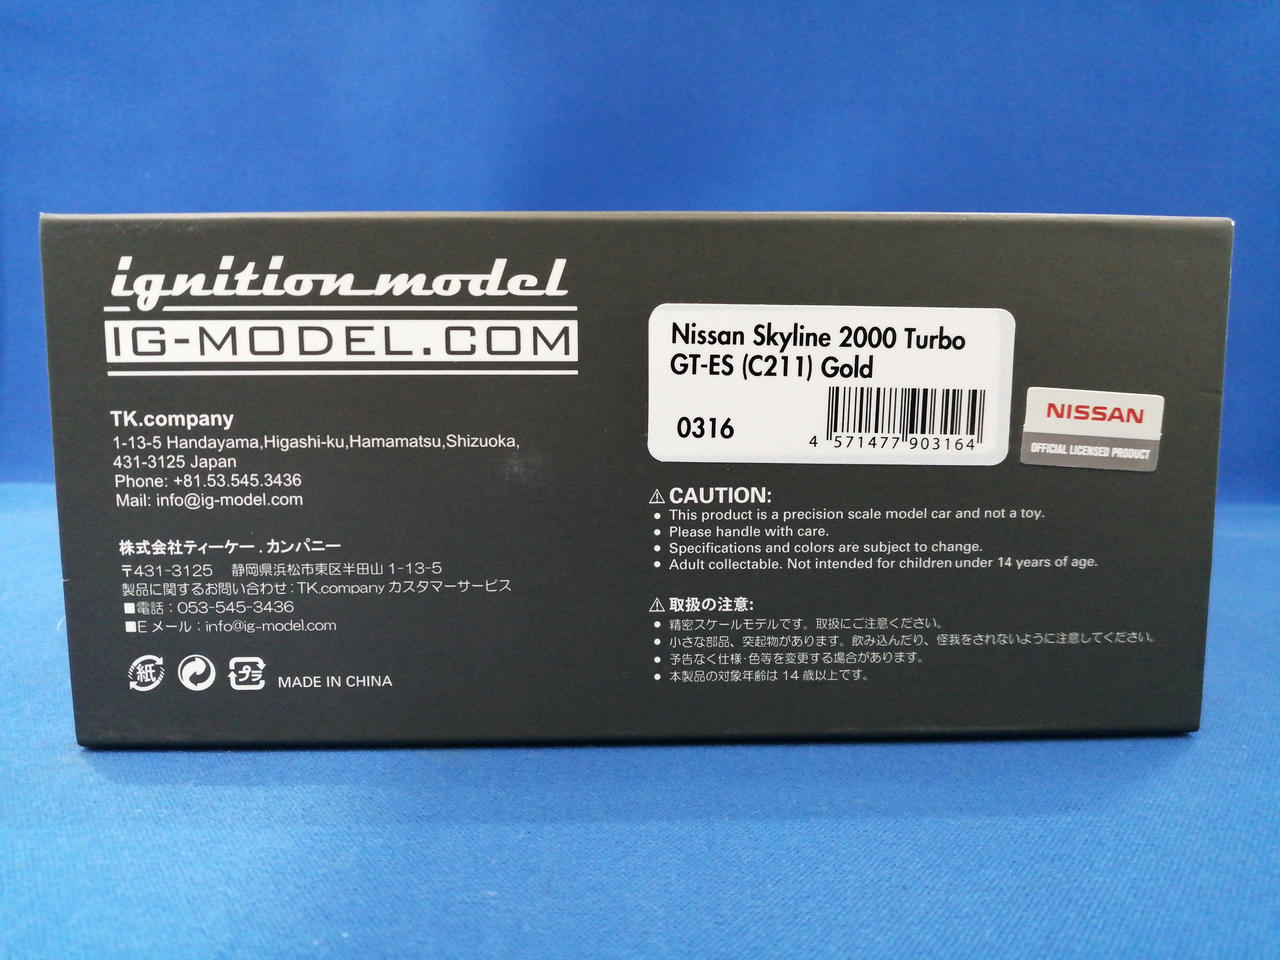 ignition model
IG-MODEL.COM
TK.company
1-13-5 Handayama,Higashi-ku,Hamamatsu,Shizuoka,
431-3125 Japan
Phone: +81.53.545.3436
Mail: info@ig-model.com
株式会社ティーケー.カンパニー
〒431-3125 静岡県浜松市東区半田山 1-13-5
製品に関するお問い合わせ：TK.company カスタマーサービス
■電話：053-545-3436
■E メール：info@ig-model.com
紙
プラ
MADE IN CHINA
Nissan Skyline 2000 Turbo
GT-ES (C211) Gold
0316
4 571477 903164
NISSAN
OFFICIAL LICENSED PRODUCT
⚠ CAUTION:
● This product is a precision scale model car and not a toy.
● Please handle with care.
● Specifications and colors are subject to change.
● Adult collectable. Not intended for children under 14 years of age.
⚠ 取扱の注意:
● 精密スケールモデルです。取扱にご注意ください。
● 小さな部品、突起物があります。飲み込んだり、怪我をされないように注意してください。
● 予告なく仕様・色等を変更する場合があります。
● 本製品の対象年齢は 14 歳以上です。